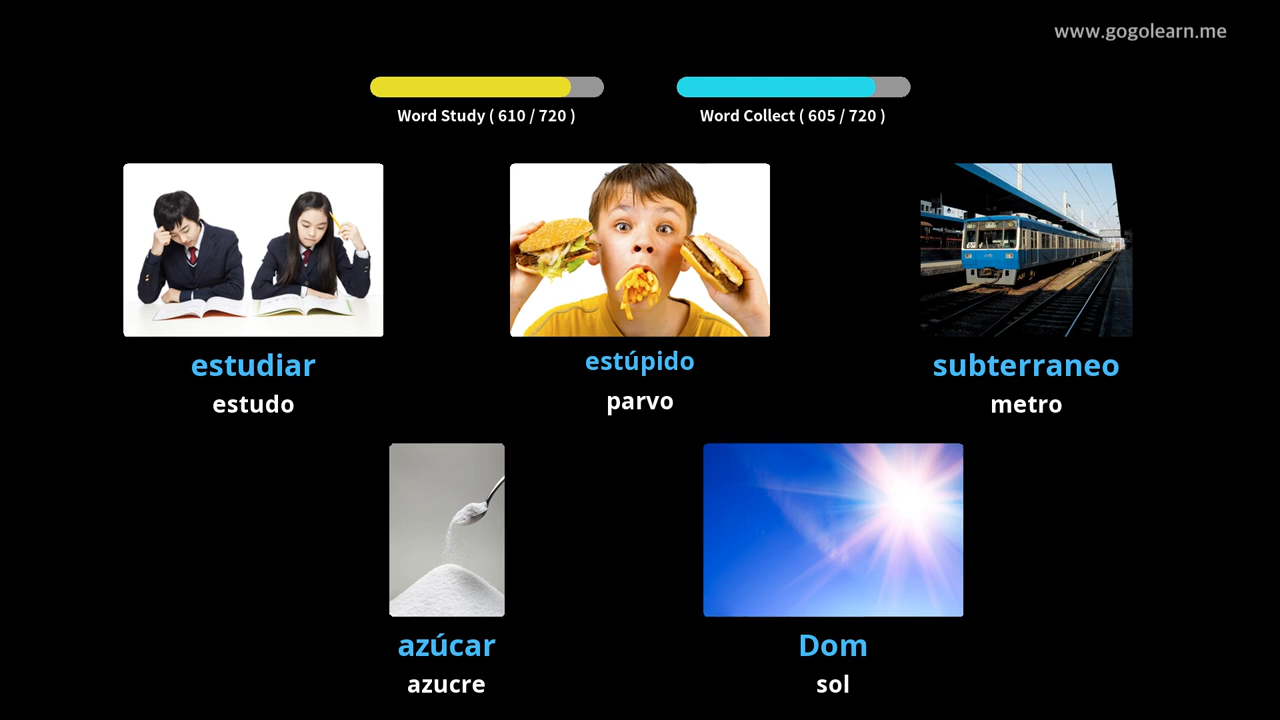 www.gogolearn.me
Word Study ( 610 / 720 )
Word Collect ( 605 / 720 )
estudiar
estudo
estúpido
parvo
subterraneo
metro
azúcar
azucre
Dom
sol